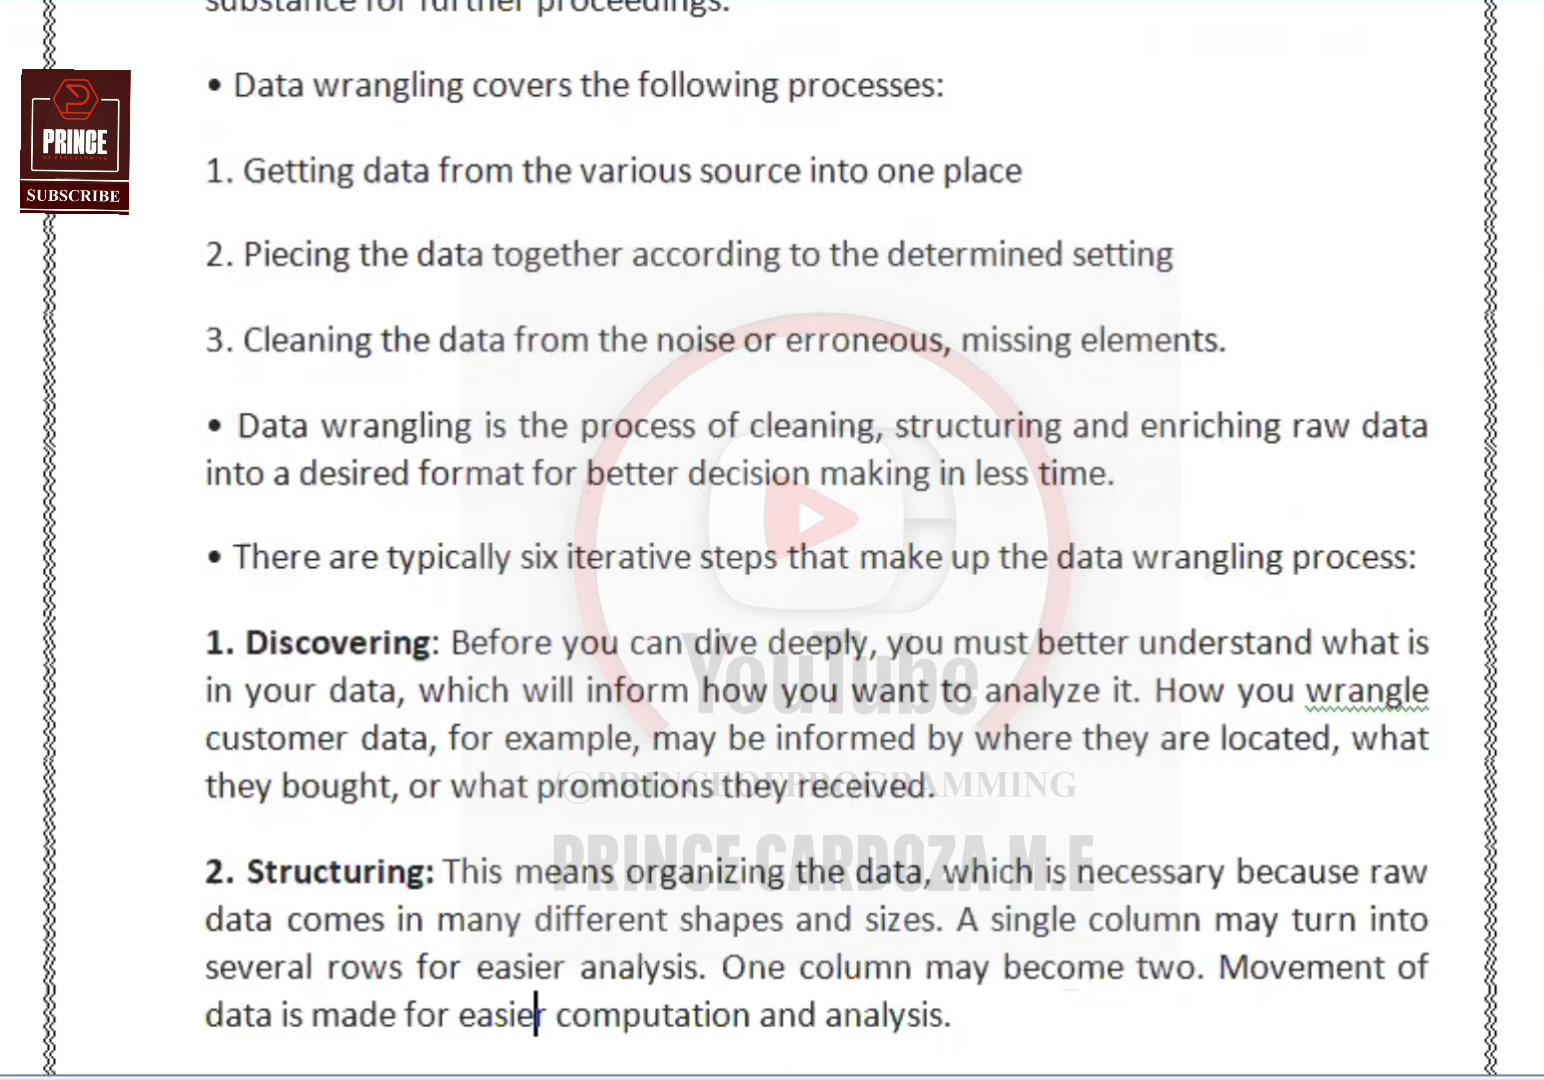 substance for further proceedings.
• Data wrangling covers the following processes:
1. Getting data from the various source into one place
2. Piecing the data together according to the determined setting
3. Cleaning the data from the noise or erroneous, missing elements.
• Data wrangling is the process of cleaning, structuring and enriching raw data
into a desired format for better decision making in less time.
• There are typically six iterative steps that make up the data wrangling process:
1. Discovering: Before you can dive deeply, you must better understand what is
in your data, which will inform how you want to analyze it. How you wrangle
customer data, for example, may be informed by where they are located, what
they bought, or what promotions they received.
2. Structuring: This means organizing the data, which is necessary because raw
data comes in many different shapes and sizes. A single column may turn into
several rows for easier analysis. One column may become two. Movement of
data is made for easier computation and analysis.
PRINCE
OF PROGRAMMING
SUBSCRIBE
YouTube
@PRINCEOFPROGRAMMING
PRINCE CARDOZA M.E